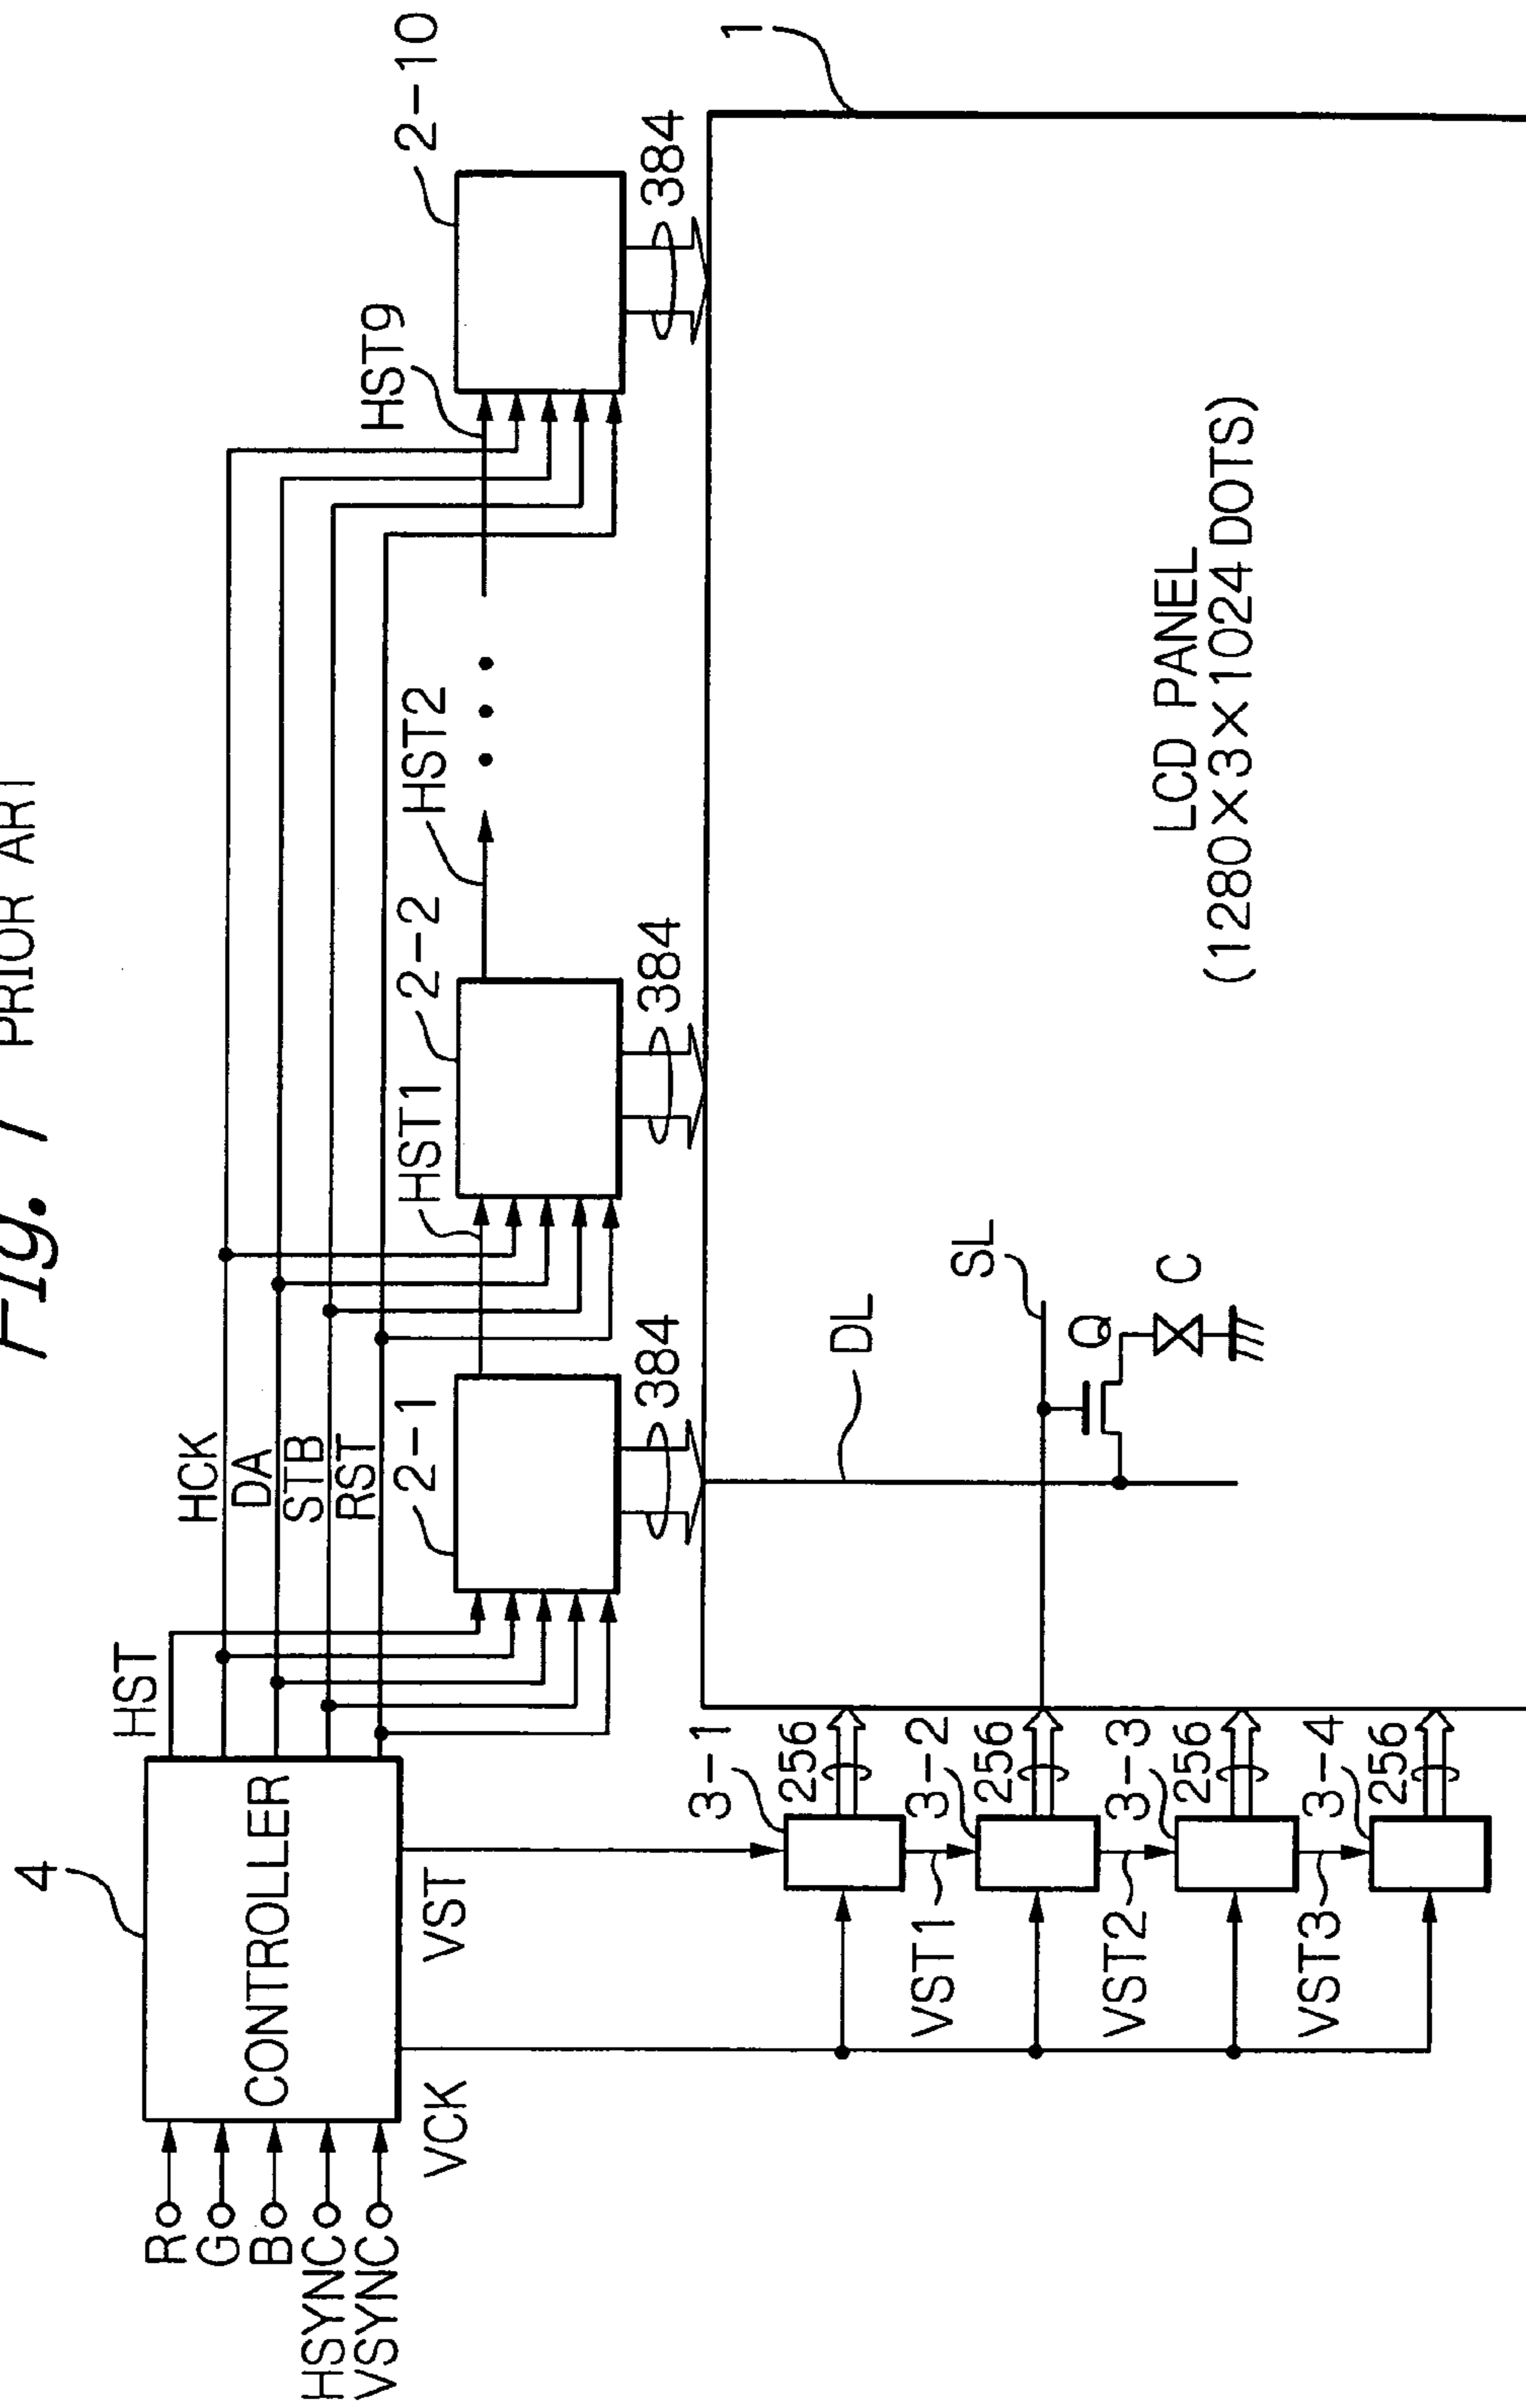 Fig. 1 PRIOR ART
4
HST
CONTROLLER
R
G
B
HSYNC
VSYNC
HCK
DA
STB
RST
2-1
HST1
2-2
HST2
HST9
2-10
384
384
384
1
VCK
VST
3-1
256
VST1
3-2
256
VST2
3-3
256
VST3
3-4
256
DL
SL
Q
C
LCD PANEL
(1280×3×1024 DOTS)